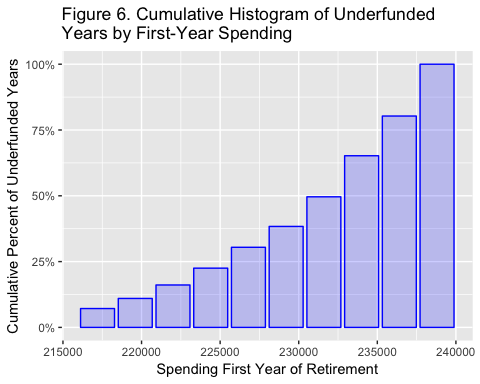 Figure 6. Cumulative Histogram of Underfunded
Years by First-Year Spending
Cumulative Percent of Underfunded Years
100%
75%
50%
25%
0%
215000 220000 225000 230000 235000 240000
Spending First Year of Retirement